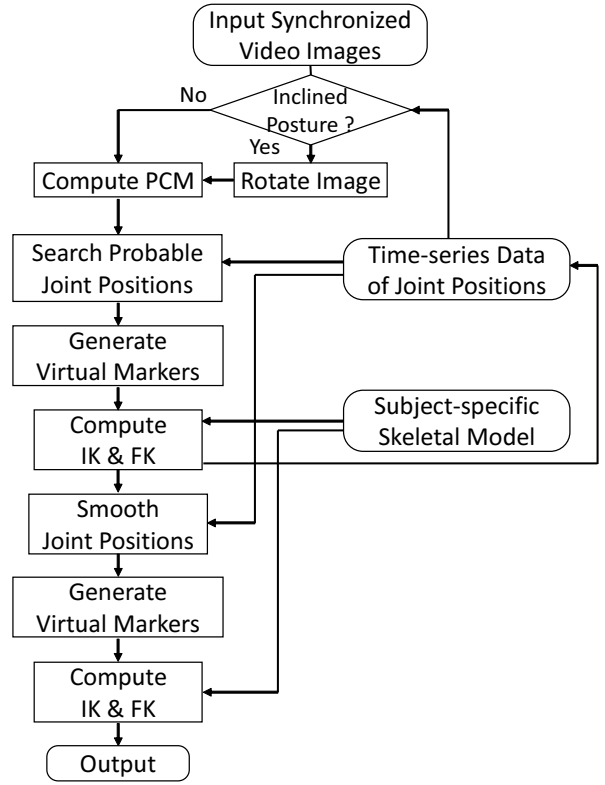 Input Synchronized
Video Images
Inclined
Posture ?
No
Yes
Compute PCM
Rotate Image
Search Probable
Joint Positions
Time-series Data
of Joint Positions
Generate
Virtual Markers
Compute
IK & FK
Subject-specific
Skeletal Model
Smooth
Joint Positions
Generate
Virtual Markers
Compute
IK & FK
Output